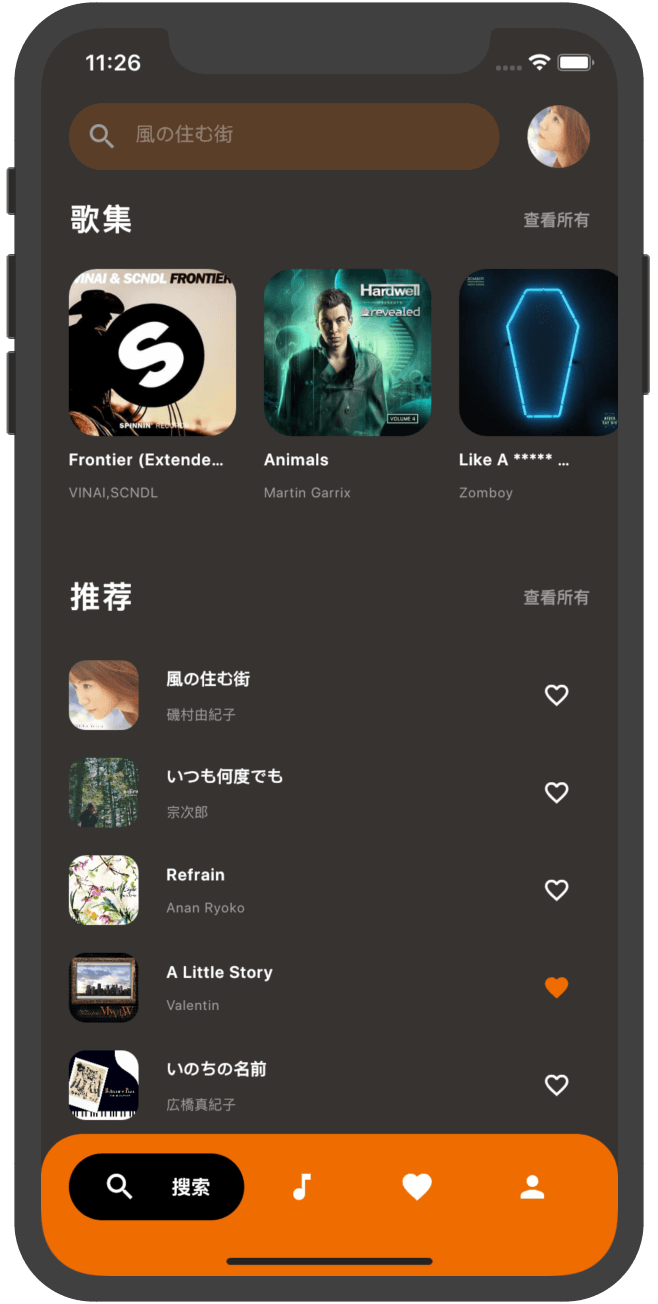 11:26
風の住む街
歌集
查看所有
VINAI & SCNDL FRONTIER
SPINNIN' RECORDS
Hardwell
PRESENTS
revealed
VOLUME 4
ZOMBOY
Frontier (Extende…
Animals
Like A ***** …
VINAI,SCNDL
Martin Garrix
Zomboy
推荐
查看所有
風の住む街
磯村由紀子
いつも何度でも
宗次郎
Refrain
Anan Ryoko
A Little Story
Valentin
いのちの名前
広橋真紀子
搜索